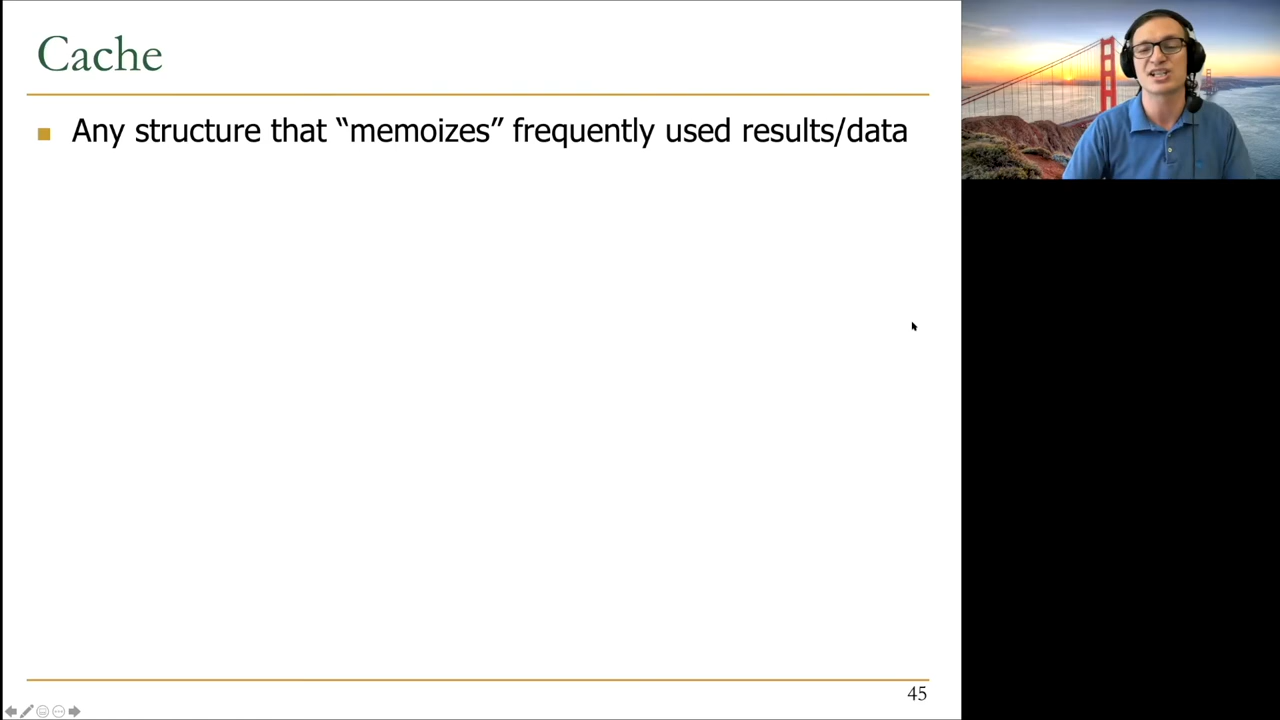 Cache
Any structure that “memoizes” frequently used results/data
45